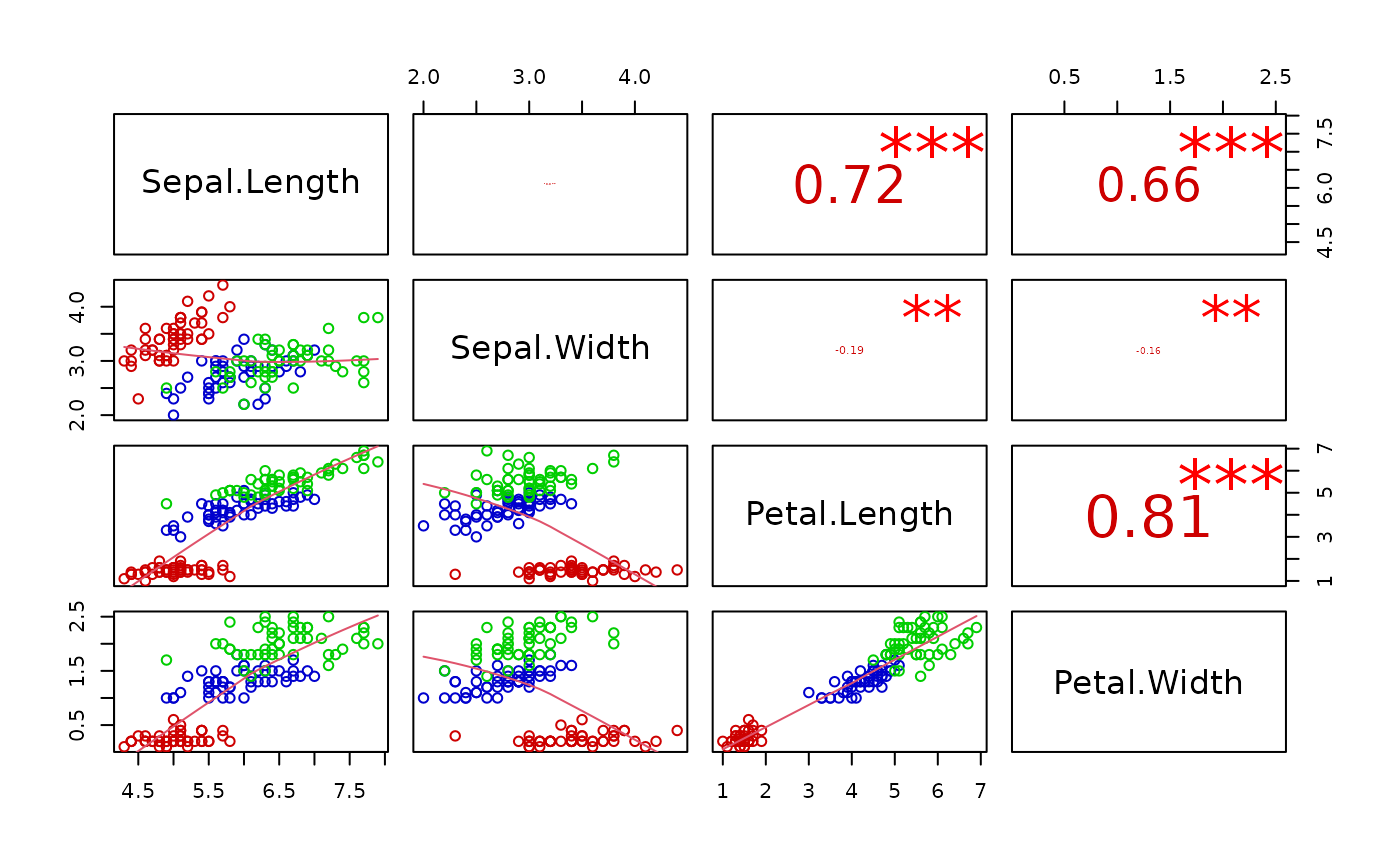 2.0 3.0 4.0 0.5 1.5 2.5
Sepal.Length 0.72 *** 0.66 *** 4.5 6.0 7.5
2.0 3.0 4.0 Sepal.Width -0.19 ** -0.16 **
Petal.Length 0.81 *** 1 3 5 7
0.5 1.5 2.5 Petal.Width
4.5 5.5 6.5 7.5 1 2 3 4 5 6 7